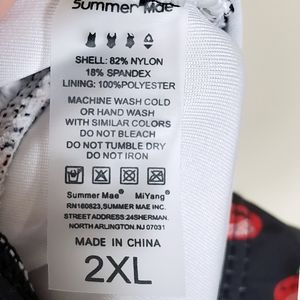 Summer Mae™
SHELL: 82% NYLON
18% SPANDEX
LINING: 100%POLYESTER
MACHINE WASH COLD
OR HAND WASH
WITH SIMILAR COLORS
DO NOT BLEACH
DO NOT TUMBLE DRY
DO NOT IRON
Summer Mae® MiYang®
RN160823,SUMMER MAE INC.
STREET ADDRESS:24SHERMAN.
NORTH ARLINGTON.NJ 07031
MADE IN CHINA
2XL